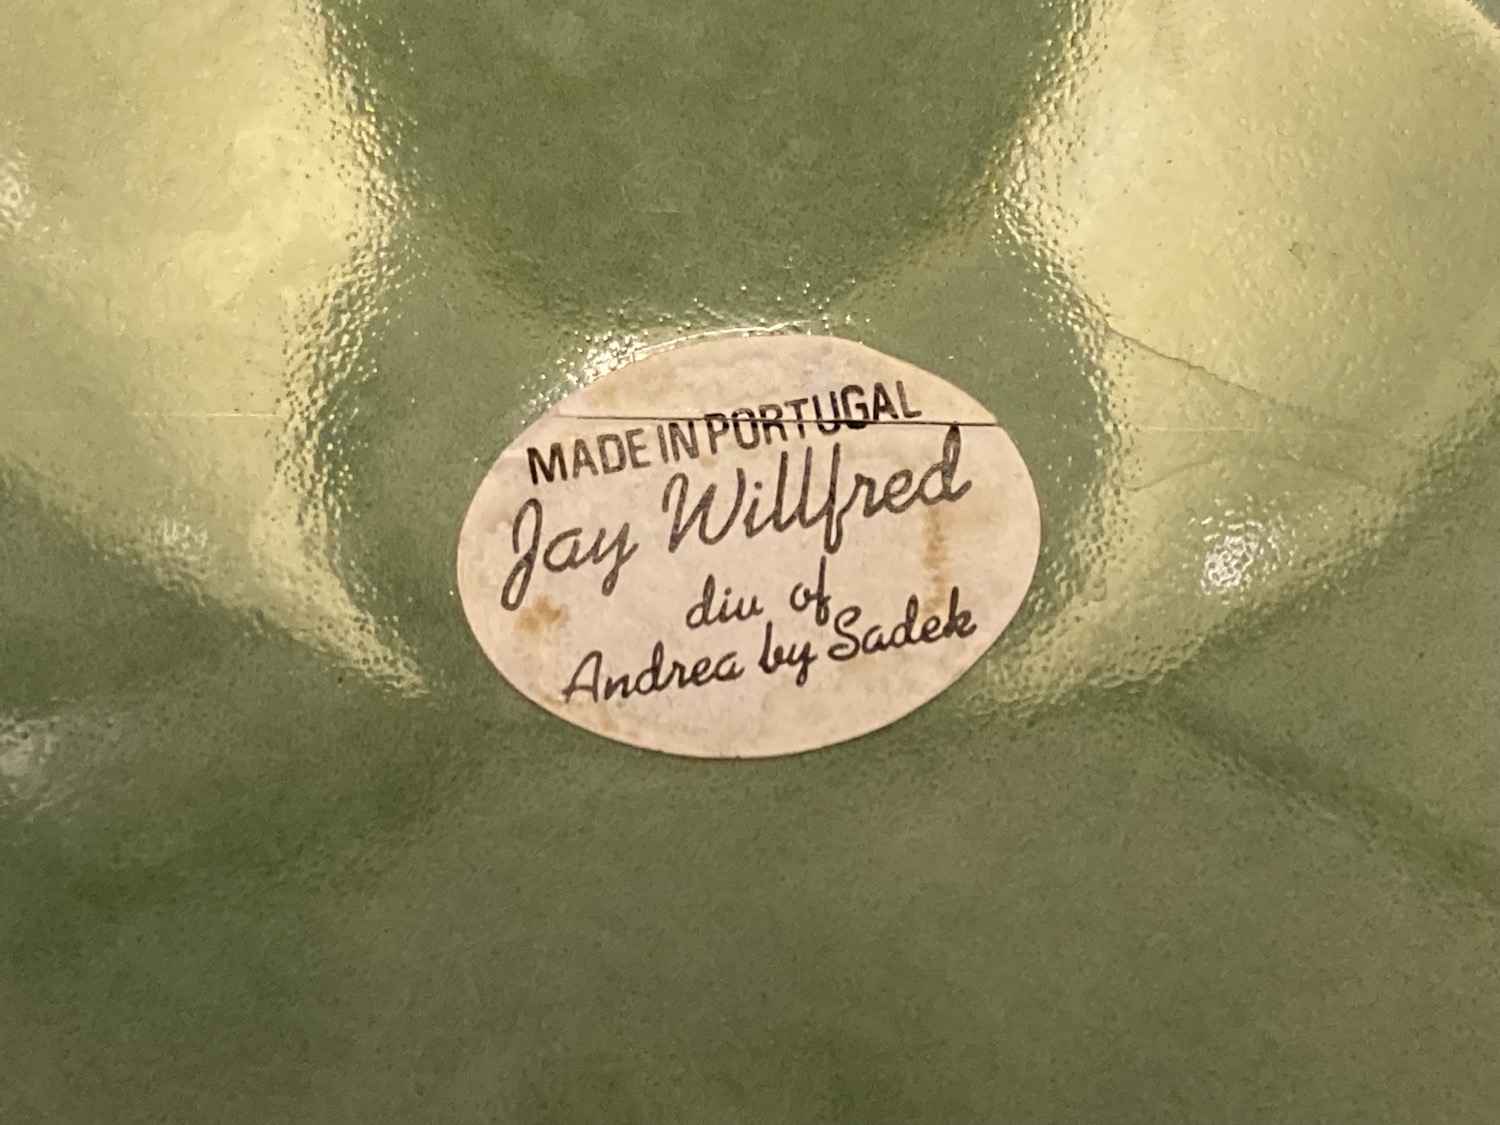 MADE IN PORTUGAL
Jay Willfred
div of
Andrea by Sadek